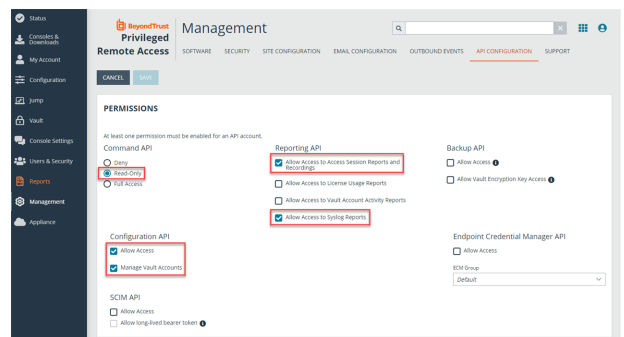 Status
Consoles & Downloads
My Account
Configuration
Jump
Vault
Console Settings
Users & Security
Reports
Management
Appliance
BeyondTrust
Privileged
Remote Access
Management
SOFTWARE SECURITY SITE CONFIGURATION EMAIL CONFIGURATION OUTBOUND EVENTS API CONFIGURATION SUPPORT
CANCEL SAVE
PERMISSIONS
At least one permission must be enabled for an API account.
Command API
Deny
Read-Only
Full Access
Reporting API
Allow Access to Access Session Reports and
Recordings
Allow Access to License Usage Reports
Allow Access to Vault Account Activity Reports
Allow Access to Syslog Reports
Backup API
Allow Access
Allow Vault Encryption Key Access
Configuration API
Allow Access
Manage Vault Accounts
Endpoint Credential Manager API
Allow Access
ECM Group
Default
SCIM API
Allow Access
Allow long-lived bearer token